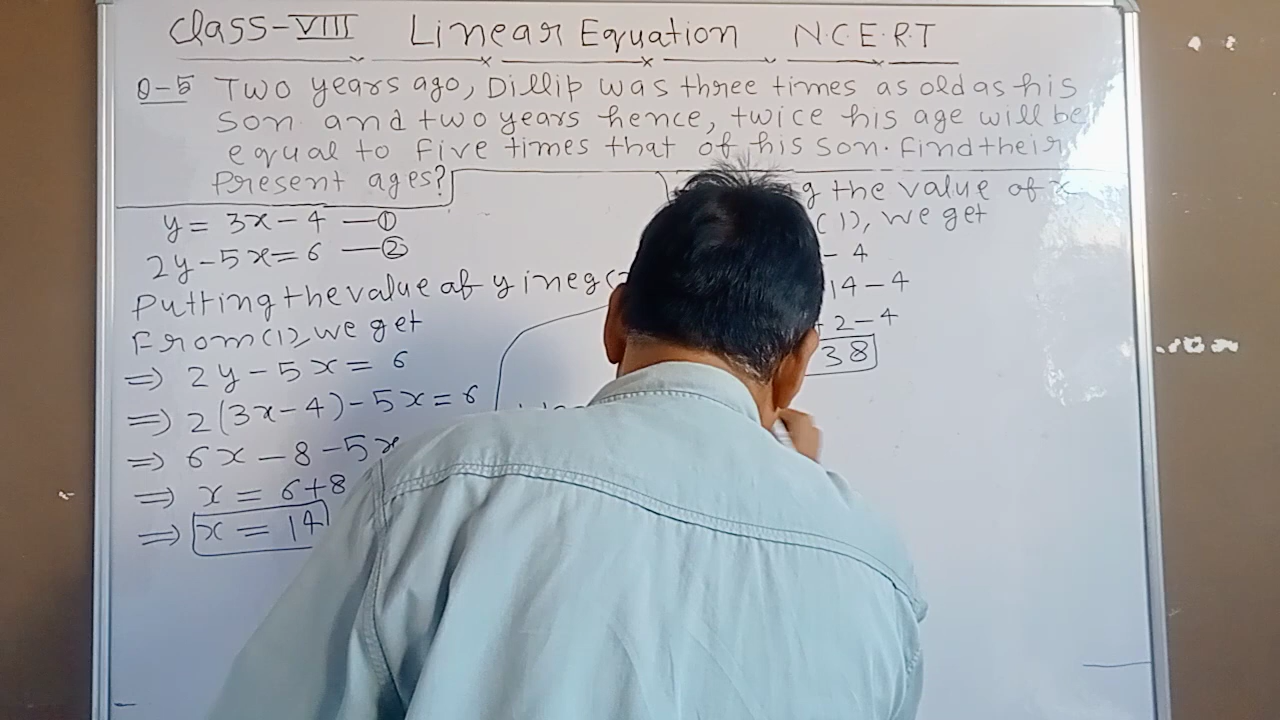 Class-VIII Linear Equation N.C.E.R.T
Q-5 Two years ago, Dillip was three times as old as his
son and two years hence, twice his age will be
equal to five times that of his son. Find their
Present ages?
y = 3x - 4 — ①
2y - 5x = 6 — ②
Putting the value of y in eq (
From (1), we get
⇒ 2y - 5x = 6
⇒ 2(3x - 4) - 5x = 6
⇒ 6x - 8 - 5x
⇒ x = 6+8
⇒ x = 14
the value of x
(1), we get
- 4
14 - 4
2 - 4
38